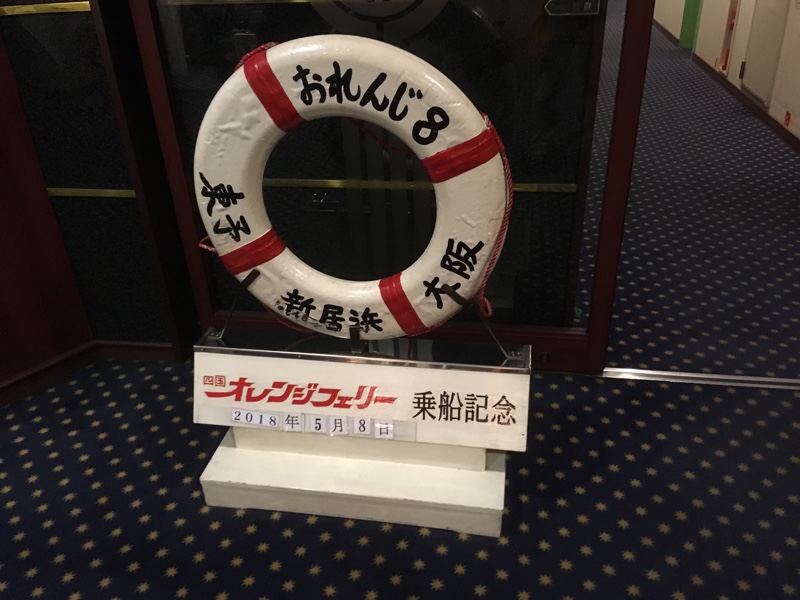 おれんじ8
東予
新居浜
大阪
四国オレンジフェリー 乗船記念
2018年5月8日